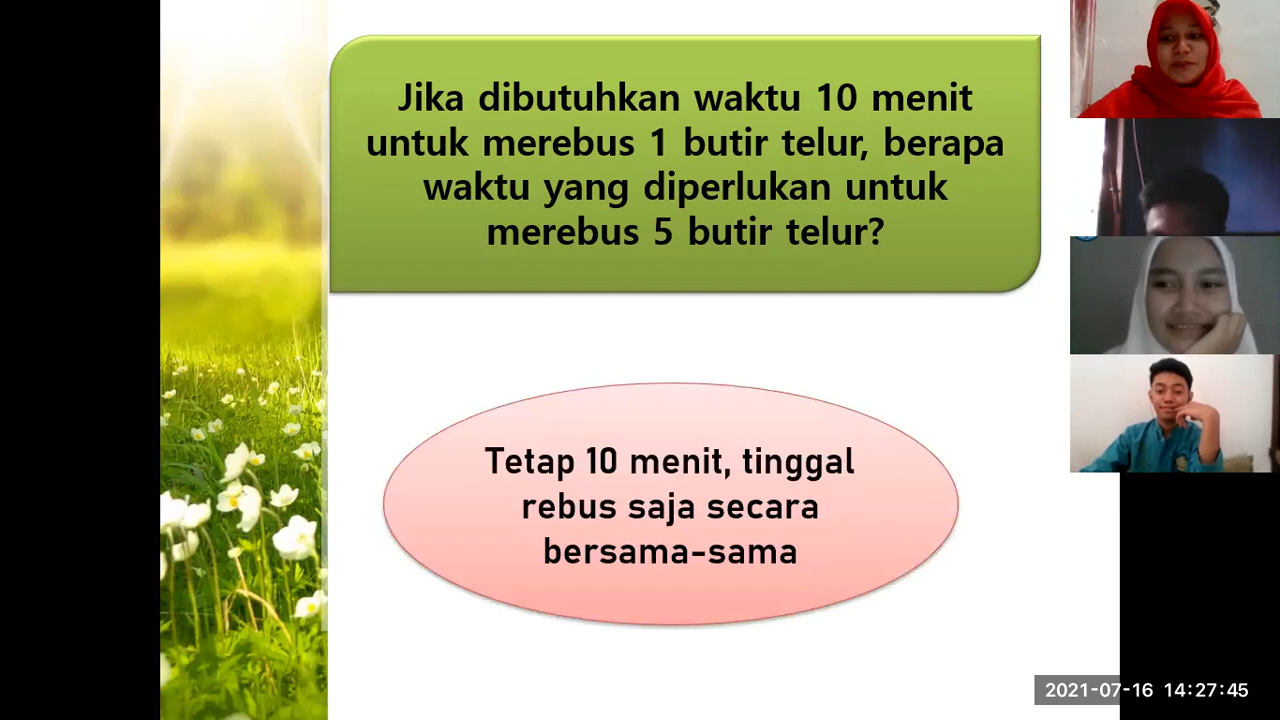 Jika dibutuhkan waktu 10 menit
untuk merebus 1 butir telur, berapa
waktu yang diperlukan untuk
merebus 5 butir telur?
Tetap 10 menit, tinggal
rebus saja secara
bersama-sama
2021-07-16 14:27:45